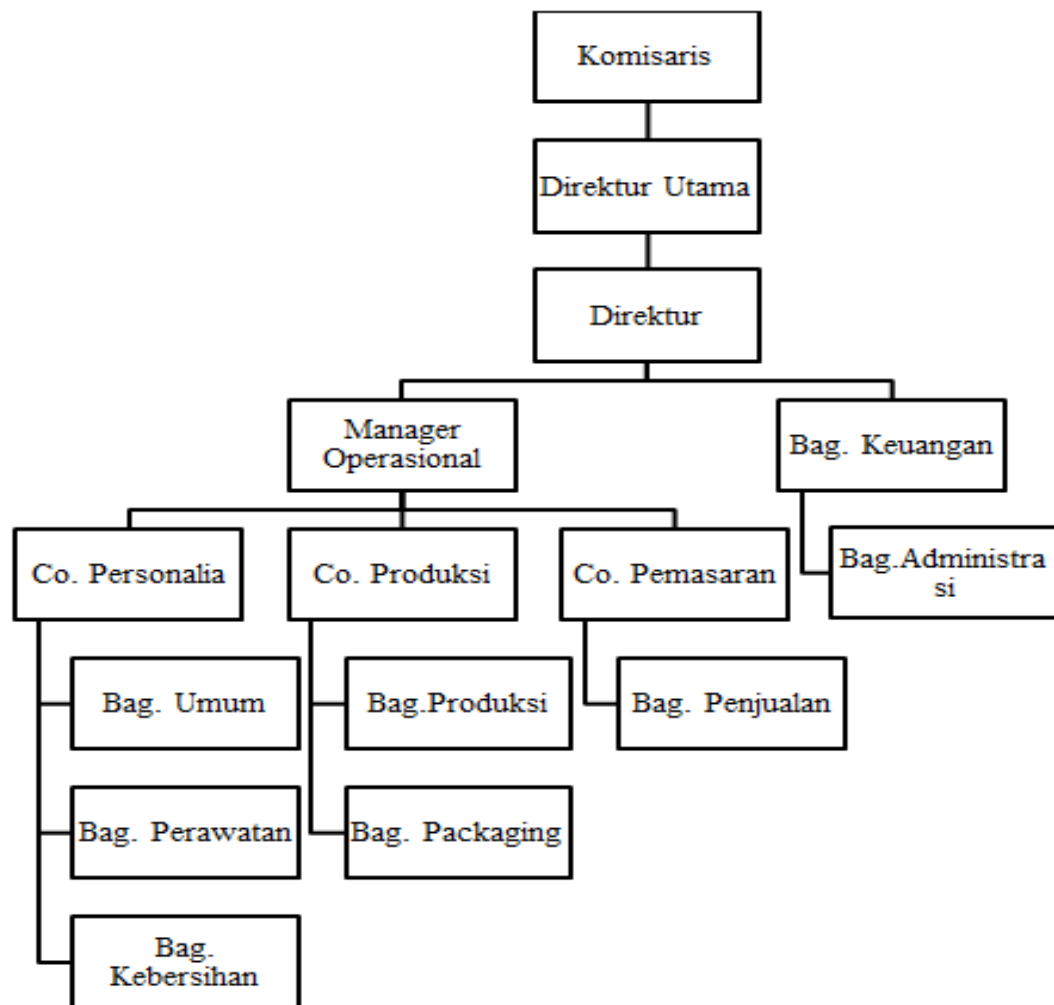 Komisaris
Direktur Utama
Direktur
Manager
Operasional
Bag. Keuangan
Co. Personalia
Co. Produksi
Co. Pemasaran
Bag.Administra
si
Bag. Umum
Bag.Produksi
Bag. Penjualan
Bag. Perawatan
Bag. Packaging
Bag.
Kebersihan